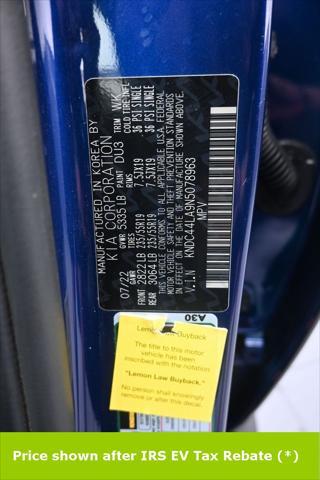 MANUFACTURED IN KOREA BY
KIA CORPORATION
07/22 GVWR 5335 LB PAINT DU3 TRIM WK
TIRES RIMS COLD TIRE INFL.
FRONT 2822 LB 235/55R19 7.5JX19 36 PSI SINGLE
REAR 3064 LB 235/55R19 7.5JX19 36 PSI SINGLE
THIS VEHICLE CONFORMS TO ALL APPLICABLE U.S.A. FEDERAL
MOTOR VEHICLE SAFETY AND THEFT PREVENTION STANDARDS
IN EFFECT ON THE DATE OF MANUFACTURE SHOWN ABOVE.
V.I.N KNDC44LA9N5078963
MPV
A30
Lemon Law Buyback
The title to this motor
vehicle has been
inscribed with the notation
"Lemon Law Buyback."
No person shall knowingly
remove or alter this decal.
Price shown after IRS EV Tax Rebate (*)